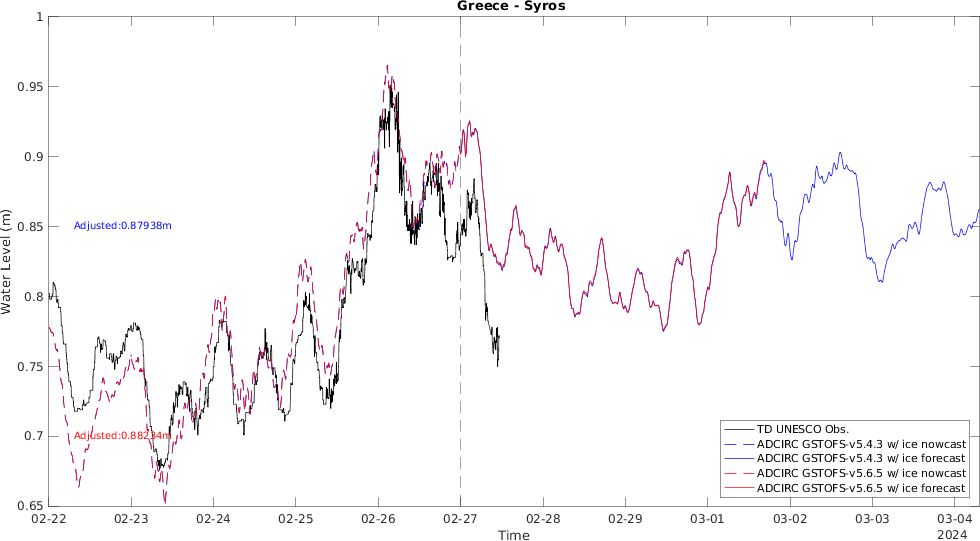 Greece - Syros
1
0.95
0.9
0.85
0.8
0.75
0.7
0.65
Water Level (m)
Adjusted:0.87938m
Adjusted:0.88234m
TD UNESCO Obs.
ADCIRC GSTOFS-v5.4.3 w/ ice nowcast
ADCIRC GSTOFS-v5.4.3 w/ ice forecast
ADCIRC GSTOFS-v5.6.5 w/ ice nowcast
ADCIRC GSTOFS-v5.6.5 w/ ice forecast
02-22 02-23 02-24 02-25 02-26 02-27 02-28 02-29 03-01 03-02 03-03 03-04
Time
2024